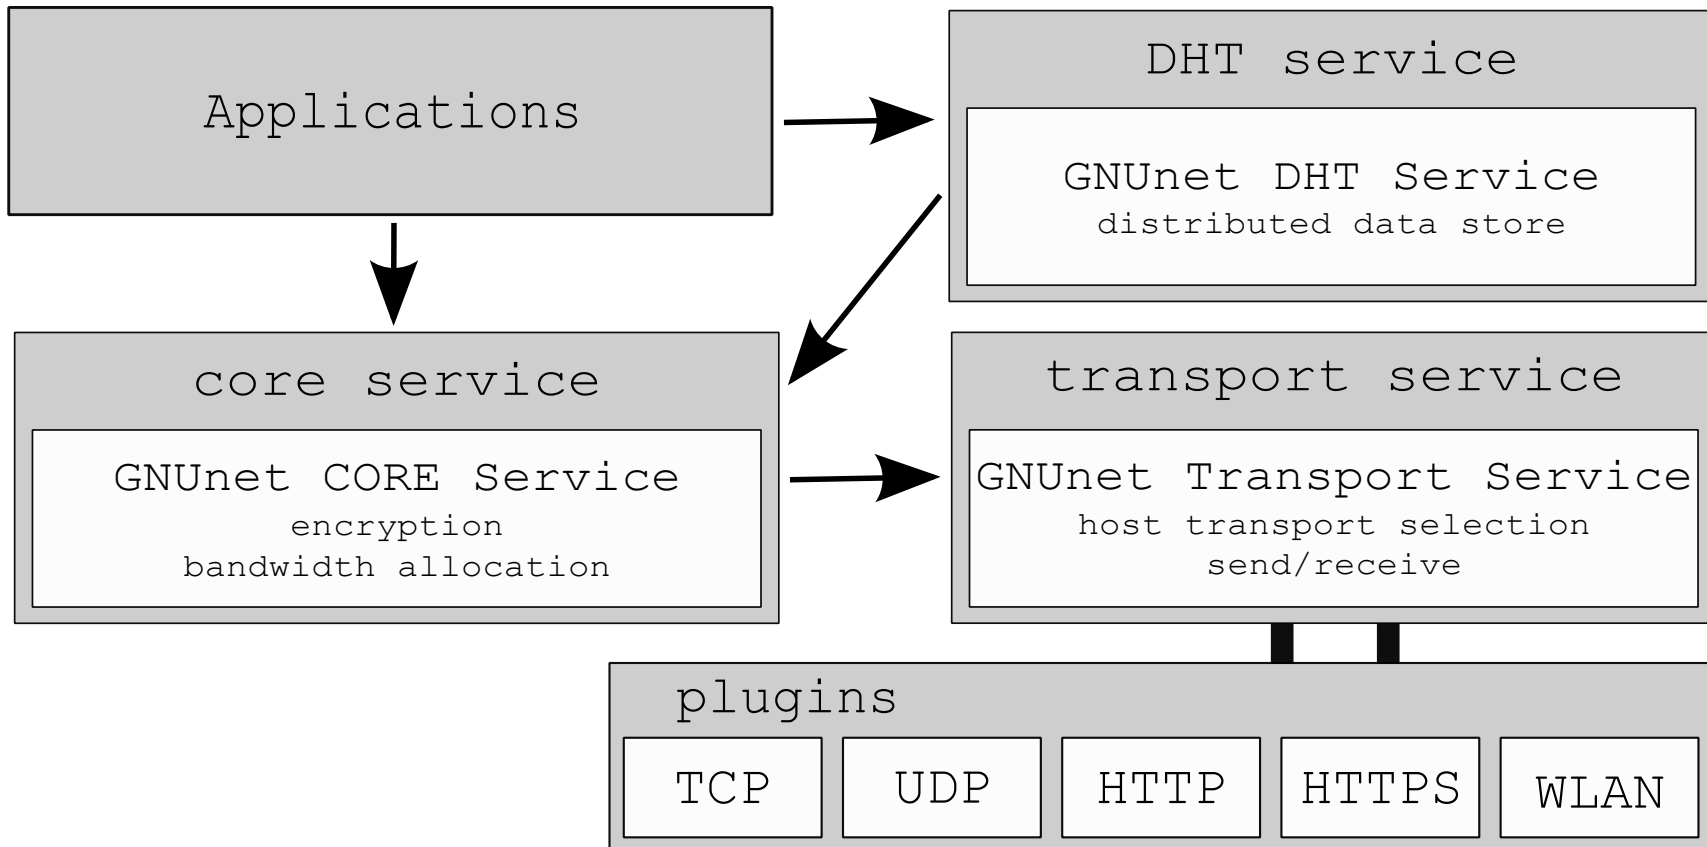 Applications
DHT service
GNUnet DHT Service
distributed data store
core service
GNUnet CORE Service
encryption
bandwidth allocation
transport service
GNUnet Transport Service
host transport selection
send/receive
plugins
TCP
UDP
HTTP
HTTPS
WLAN